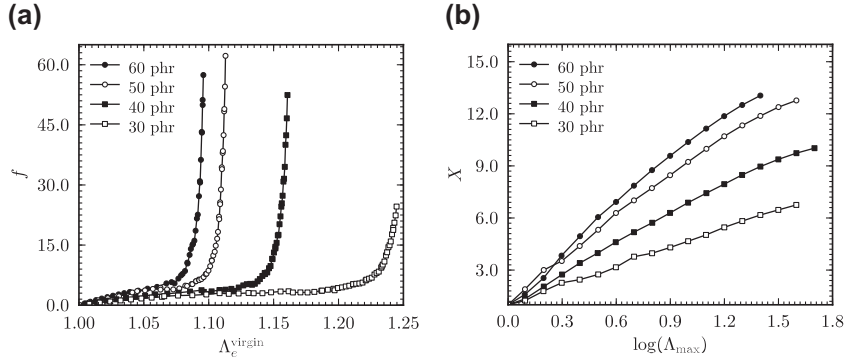 (a)
60 phr
50 phr
40 phr
30 phr
f
60.0
45.0
30.0
15.0
0.0
1.00
1.05
1.10
1.15
1.20
1.25
Λ_e^virgin
(b)
60 phr
50 phr
40 phr
30 phr
X
15.0
12.0
9.0
6.0
3.0
0.0
0.3
0.6
0.9
1.2
1.5
1.8
log(Λ_max)